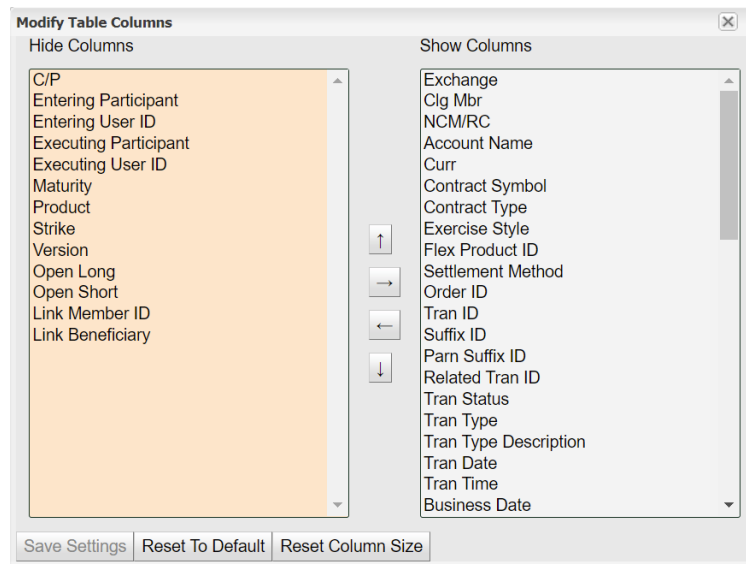 Modify Table Columns
Hide Columns
Show Columns
C/P
Entering Participant
Entering User ID
Executing Participant
Executing User ID
Maturity
Product
Strike
Version
Open Long
Open Short
Link Member ID
Link Beneficiary
↑
→
←
↓
Exchange
Clg Mbr
NCM/RC
Account Name
Curr
Contract Symbol
Contract Type
Exercise Style
Flex Product ID
Settlement Method
Order ID
Tran ID
Suffix ID
Parn Suffix ID
Related Tran ID
Tran Status
Tran Type
Tran Type Description
Tran Date
Tran Time
Business Date
Save Settings Reset To Default Reset Column Size